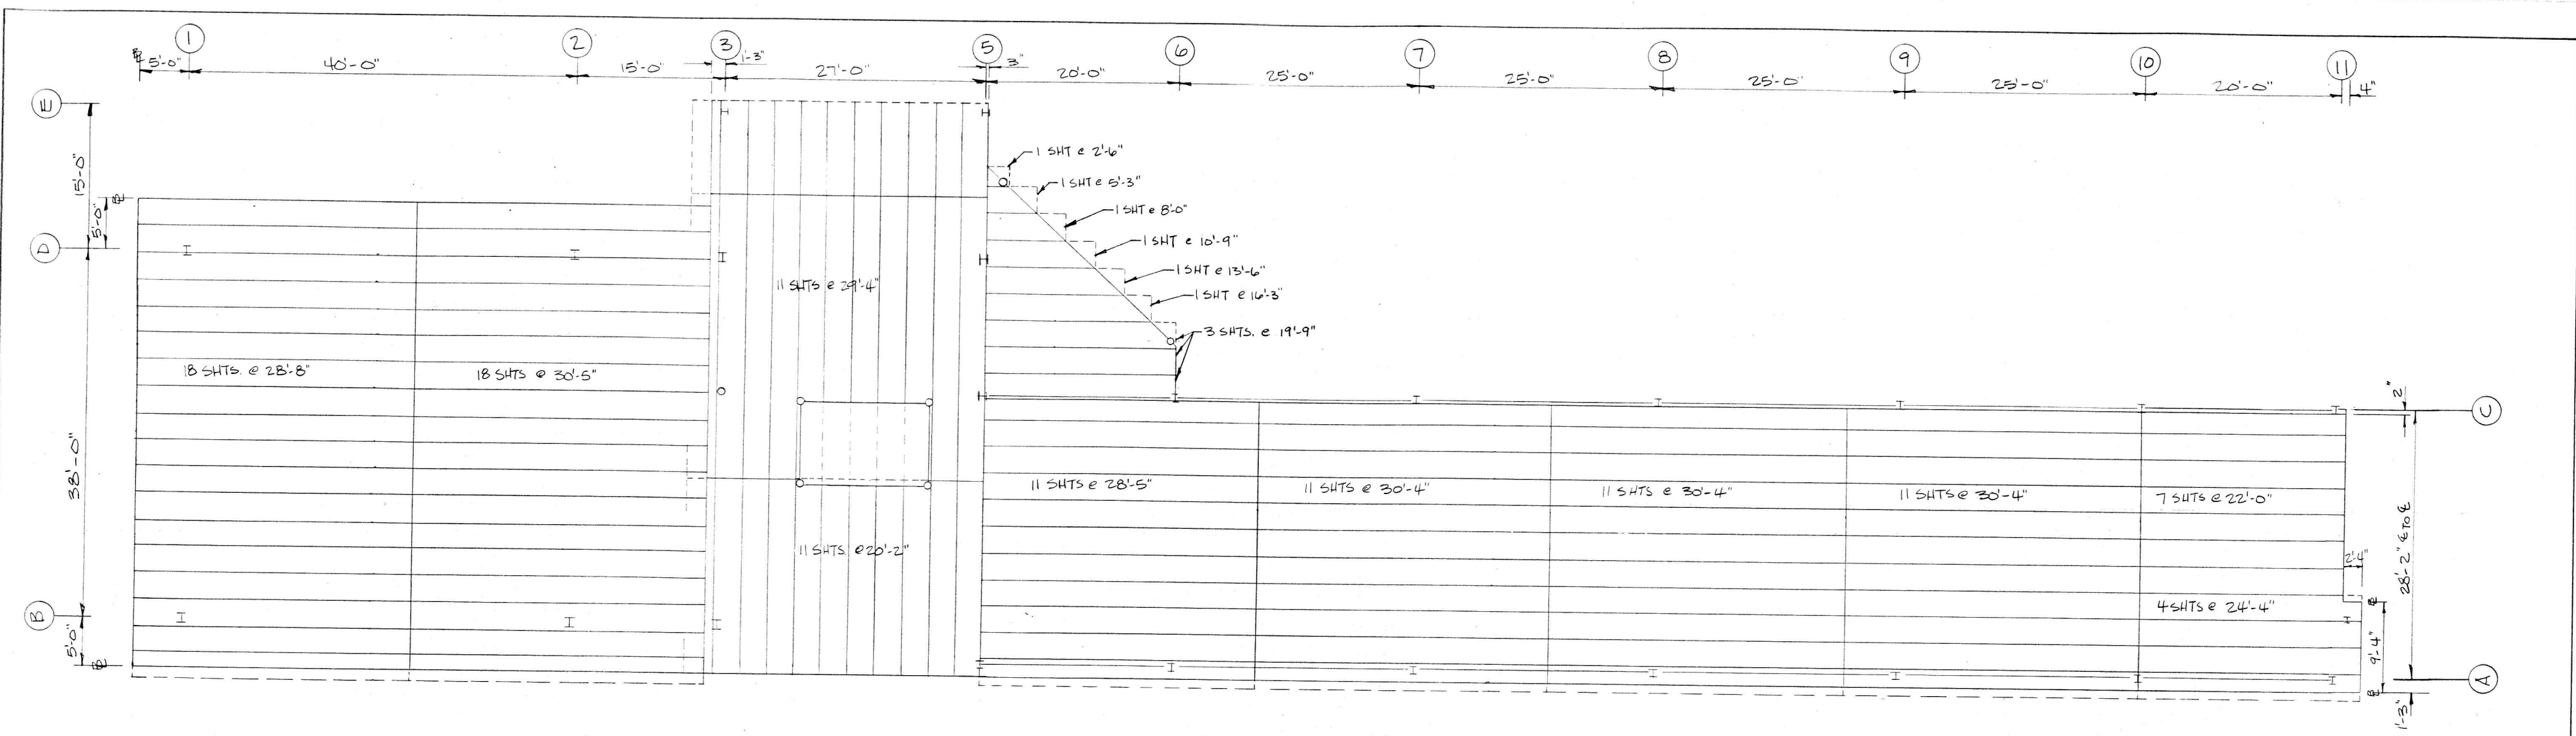 1
2
3
5
6
7
8
9
10
11
℄ 5'-0"
40'-0"
15'-0"
1'-3"
27'-0"
3"
20'-0"
25'-0"
25'-0"
25'-0"
25'-0"
20'-0"
4"
E
15'-0"
5'-0"
D
38'-0"
B
5'-0"
1 SHT @ 2'-6"
1 SHT @ 5'-3"
1 SHT @ 8'-0"
1 SHT @ 10'-9"
1 SHT @ 13'-6"
1 SHT @ 16'-3"
3 SHTS. @ 19'-9"
11 SHTS @ 29'-4"
18 SHTS. @ 28'-8"
18 SHTS @ 30'-5"
11 SHTS @ 28'-5"
11 SHTS @ 30'-4"
11 SHTS @ 30'-4"
11 SHTS @ 30'-4"
7 SHTS @ 22'-0"
11 SHTS. @ 20'-2"
4 SHTS @ 24'-4"
2'-4"
2"
C
28'-2" ℄ TO ℄
9'-4"
A
1'-3"